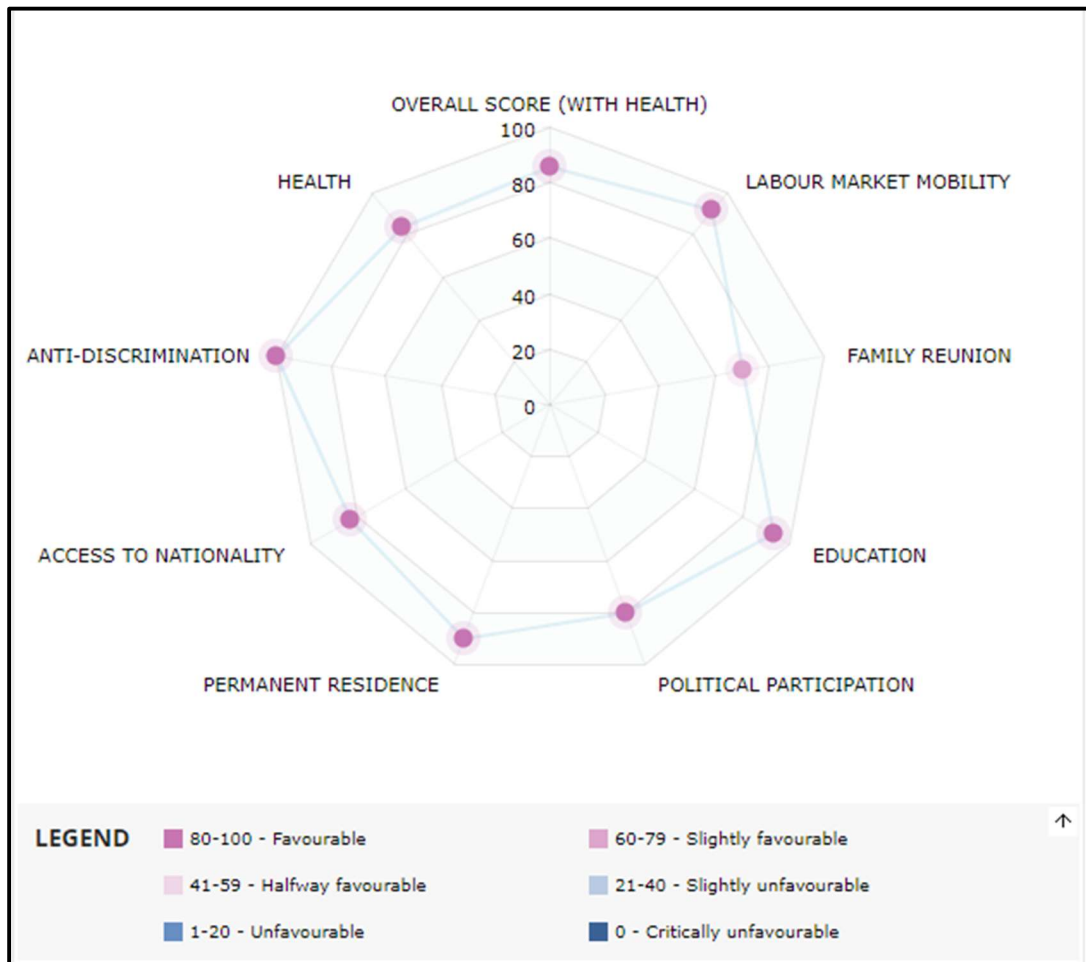 OVERALL SCORE (WITH HEALTH)
100
HEALTH
LABOUR MARKET MOBILITY
80
60
40
ANTI-DISCRIMINATION
FAMILY REUNION
20
0
ACCESS TO NATIONALITY
EDUCATION
PERMANENT RESIDENCE
POLITICAL PARTICIPATION
LEGEND
80-100 - Favourable
60-79 - Slightly favourable
41-59 - Halfway favourable
21-40 - Slightly unfavourable
1-20 - Unfavourable
0 - Critically unfavourable